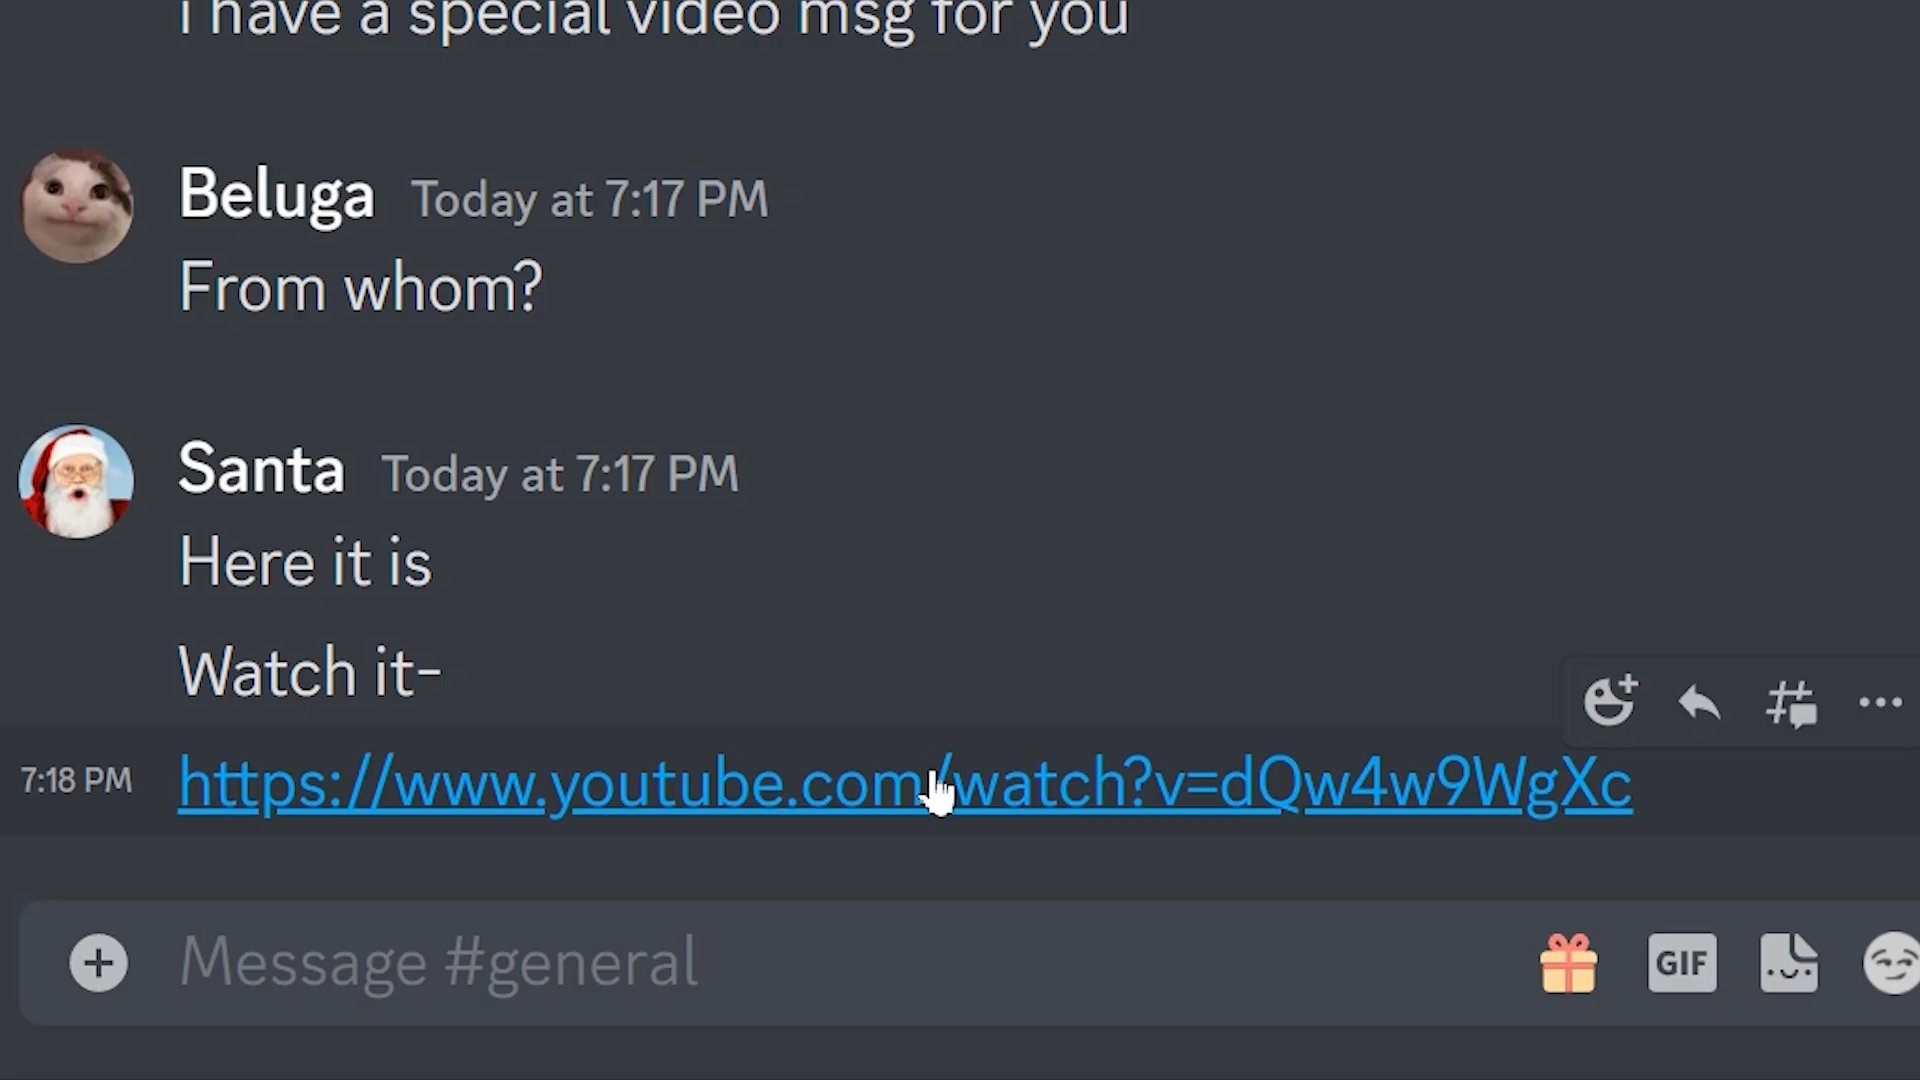 i have a special video msg for you
Beluga Today at 7:17 PM
From whom?
Santa Today at 7:17 PM
Here it is
Watch it-
7:18 PM https://www.youtube.com/watch?v=dQw4w9WgXc
Message #general
GIF